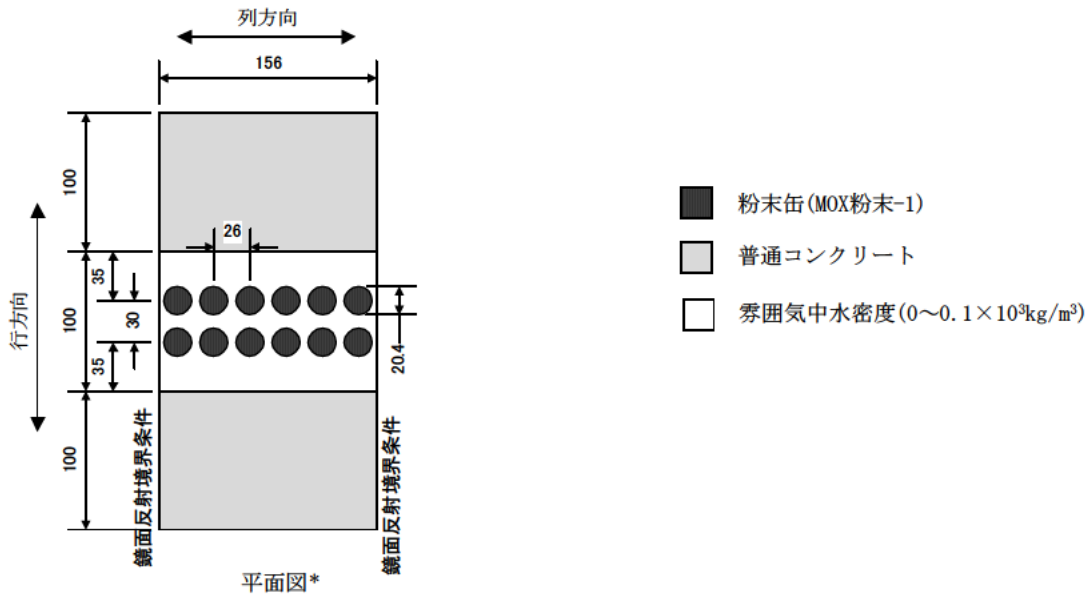 列方向
156
100
26
35
行方向
100
30
20.4
35
100
鏡面反射境界条件
鏡面反射境界条件
平面図*
粉末缶(MOX粉末-1)
普通コンクリート
雰囲気中水密度(0~0.1×10³kg/m³)